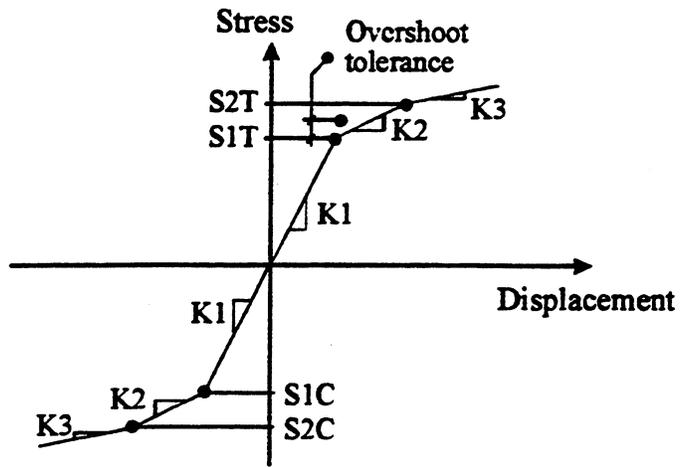 Stress
Overshoot
tolerance
S2T
K3
K2
S1T
K1
Displacement
K1
K2
S1C
K3
S2C